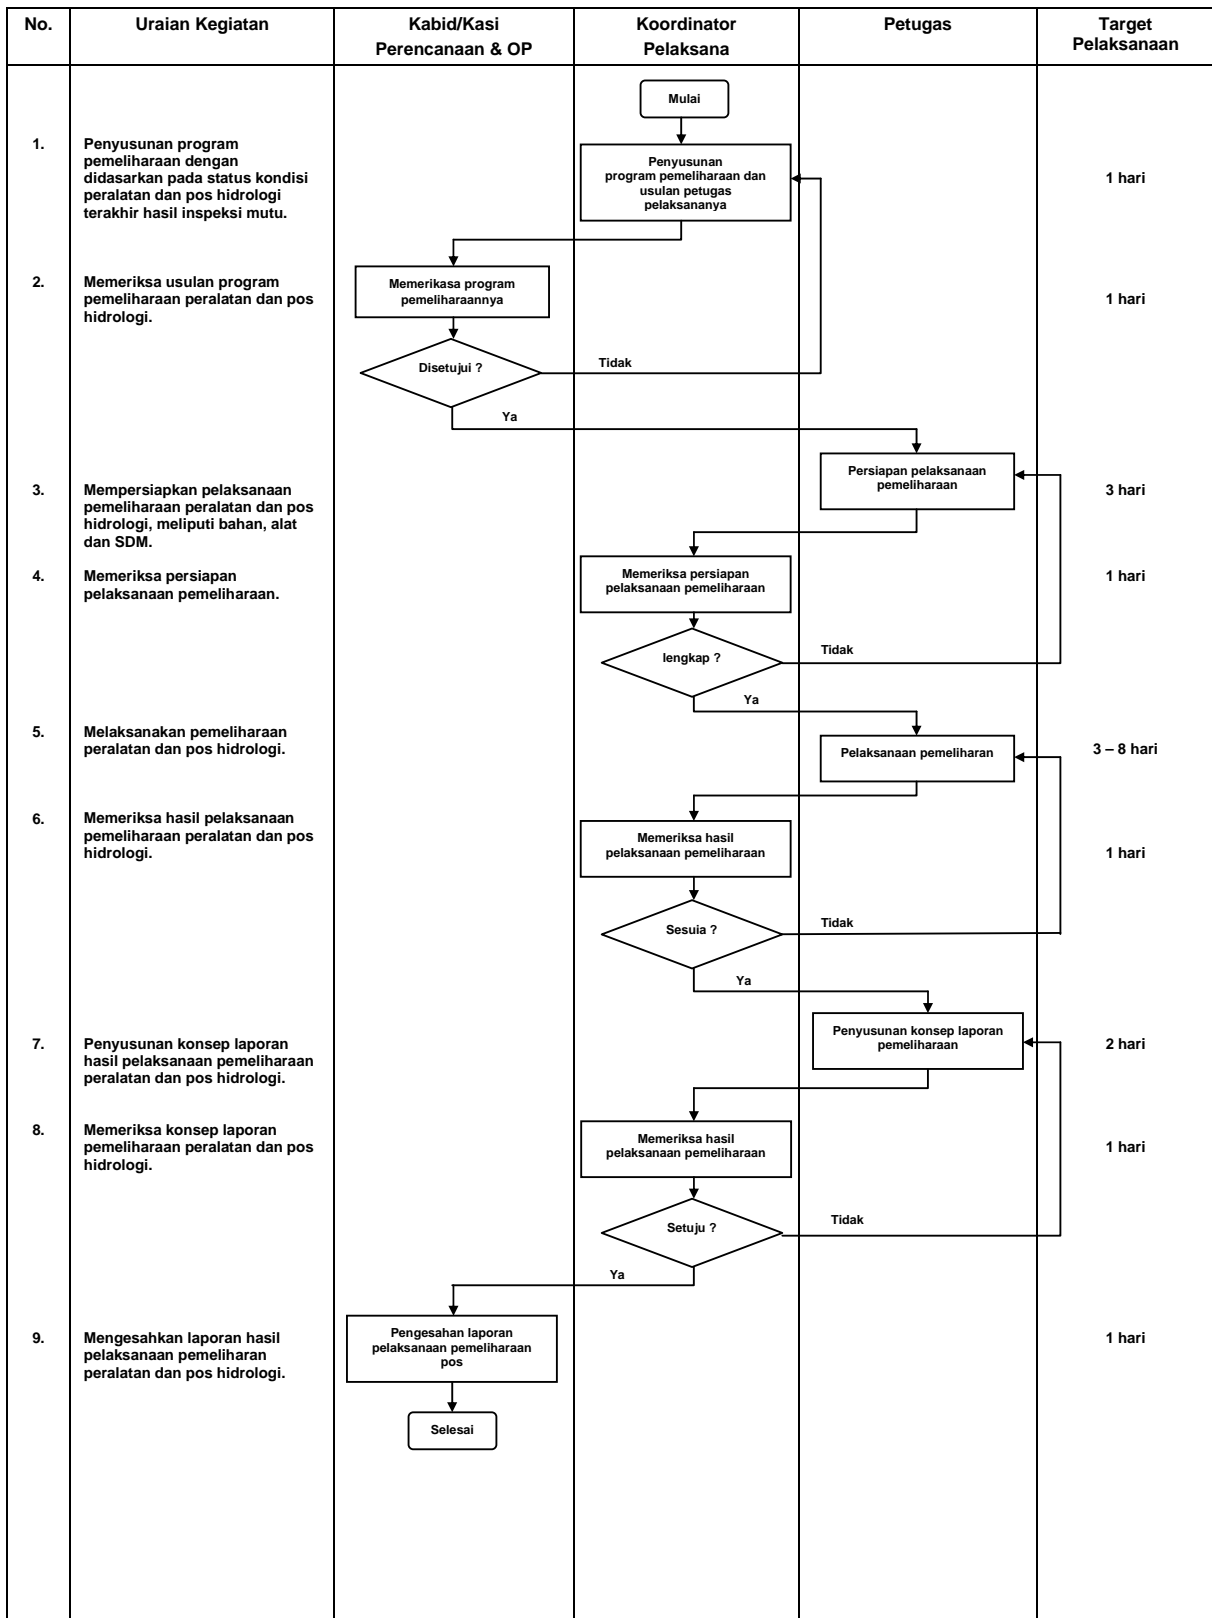 No.
Uraian Kegiatan
Kabid/Kasi
Perencanaan & OP
Koordinator
Pelaksana
Petugas
Target
Pelaksanaan
Mulai
1.
Penyusunan program
pemeliharaan dengan
didasarkan pada status kondisi
peralatan dan pos hidrologi
terakhir hasil inspeksi mutu.
Penyusunan
program pemeliharaan dan
usulan petugas
pelaksananya
1 hari
2.
Memeriksa usulan program
pemeliharaan peralatan dan pos
hidrologi.
Memerikasa program
pemeliharaannya
1 hari
Disetujui ?
Tidak
Ya
3.
Mempersiapkan pelaksanaan
pemeliharaan peralatan dan pos
hidrologi, meliputi bahan, alat
dan SDM.
Persiapan pelaksanaan
pemeliharaan
3 hari
4.
Memeriksa persiapan
pelaksanaan pemeliharaan.
Memeriksa persiapan
pelaksanaan pemeliharaan
1 hari
lengkap ?
Tidak
Ya
5.
Melaksanakan pemeliharaan
peralatan dan pos hidrologi.
Pelaksanaan pemeliharan
3 – 8 hari
6.
Memeriksa hasil pelaksanaan
pemeliharaan peralatan dan pos
hidrologi.
Memeriksa hasil
pelaksanaan pemeliharaan
1 hari
Sesuia ?
Tidak
Ya
7.
Penyusunan konsep laporan
hasil pelaksanaan pemeliharaan
peralatan dan pos hidrologi.
Penyusunan konsep laporan
pemeliharaan
2 hari
8.
Memeriksa konsep laporan
pemeliharaan peralatan dan pos
hidrologi.
Memeriksa hasil
pelaksanaan pemeliharaan
1 hari
Setuju ?
Tidak
Ya
9.
Mengesahkan laporan hasil
pelaksanaan pemeliharan
peralatan dan pos hidrologi.
Pengesahan laporan
pelaksanaan pemeliharaan
pos
1 hari
Selesai